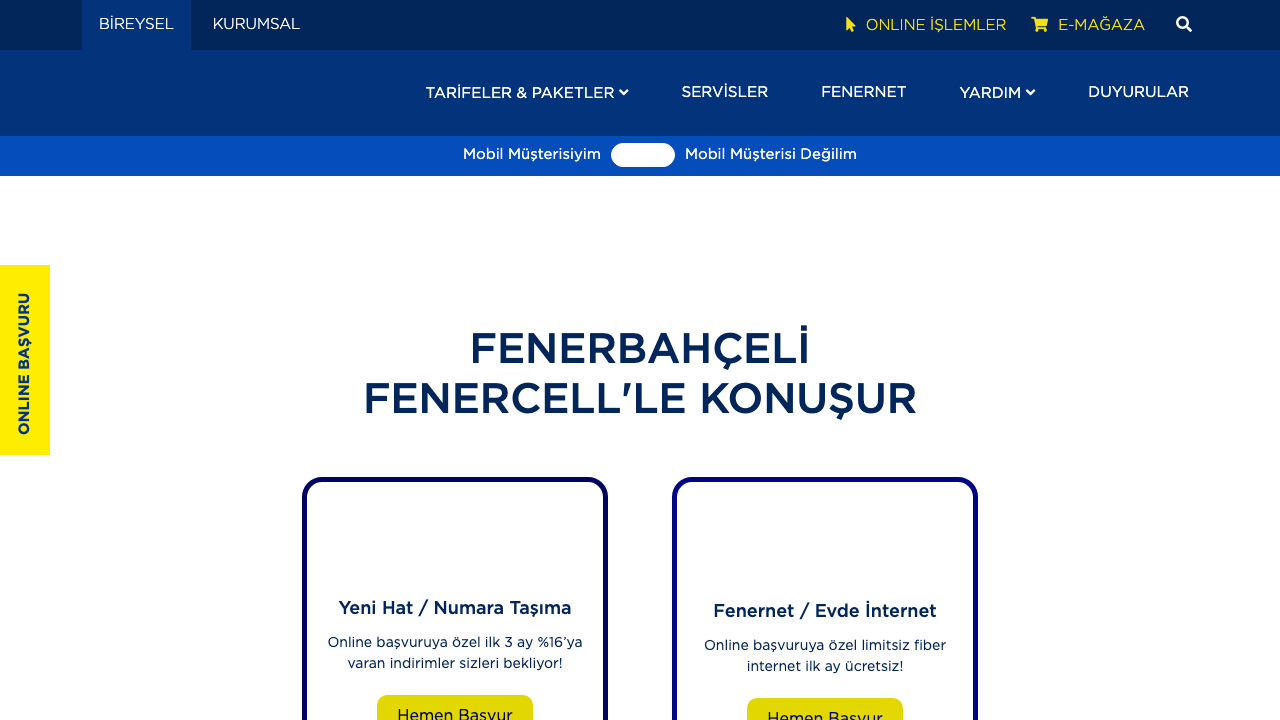 BİREYSEL
KURUMSAL
ONLINE İŞLEMLER
E-MAĞAZA
TARİFELER & PAKETLER
SERVİSLER
FENERNET
YARDIM
DUYURULAR
Mobil Müşterisiyim
Mobil Müşterisi Değilim
ONLINE BAŞVURU
FENERBAHÇELİ
FENERCELL'LE KONUŞUR
Yeni Hat / Numara Taşıma
Online başvuruya özel ilk 3 ay %16’ya
varan indirimler sizleri bekliyor!
Hemen Başvur
Fenernet / Evde İnternet
Online başvuruya özel limitsiz fiber
internet ilk ay ücretsiz!
Hemen Başvur